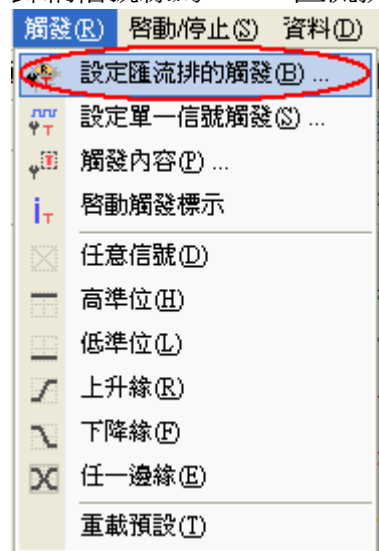 觸發(R) 啓動/停止(S) 資料(D)
設定匯流排的觸發(B) ...
設定單一信號觸發(S) ...
觸發內容(P) ...
啓動觸發標示
任意信號(D)
高準位(H)
低準位(L)
上升緣(R)
下降緣(F)
任一邊緣(E)
重載預設(T)